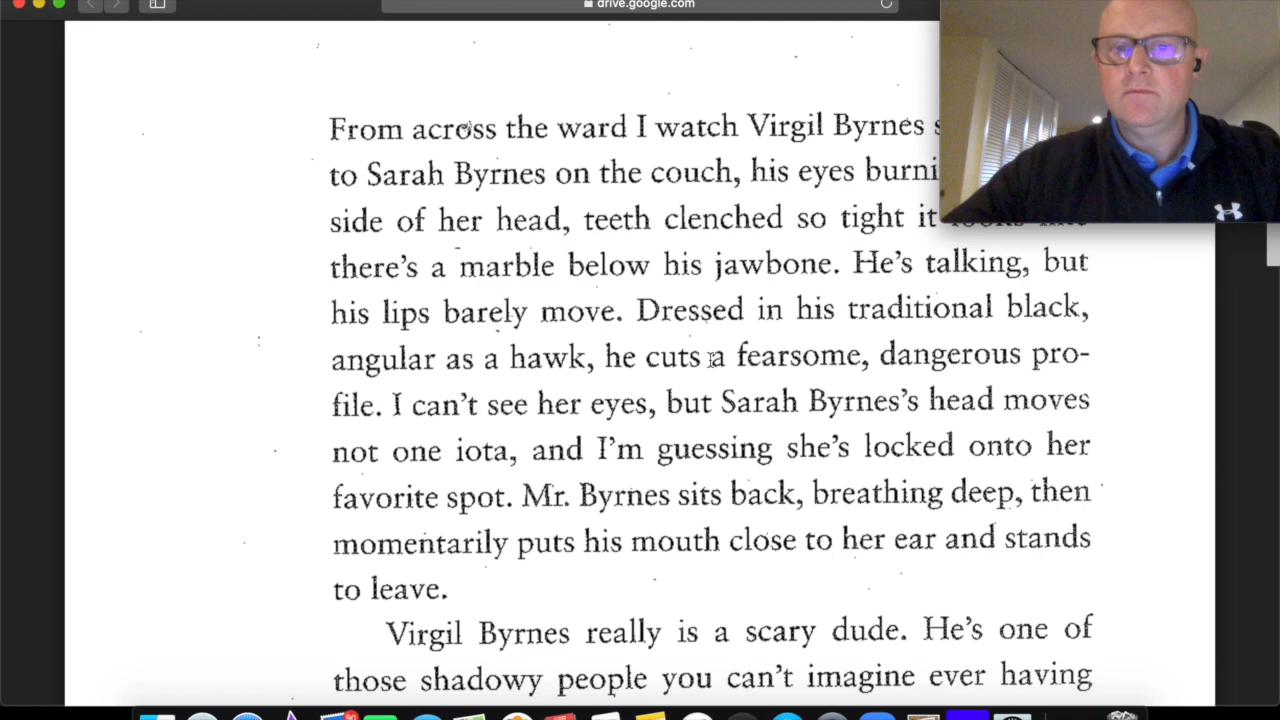 drive.google.com
From across the ward I watch Virgil Byrnes
to Sarah Byrnes on the couch, his eyes
side of her head, teeth clenched so tight it looks like
there's a marble below his jawbone. He's talking, but
his lips barely move. Dressed in his traditional black,
angular as a hawk, he cuts a fearsome, dangerous pro-
file. I can't see her eyes, but Sarah Byrnes's head moves
not one iota, and I'm guessing she's locked onto her
favorite spot. Mr. Byrnes sits back, breathing deep, then
momentarily puts his mouth close to her ear and stands
to leave.
Virgil Byrnes really is a scary dude. He's one of
those shadowy people you can't imagine ever having